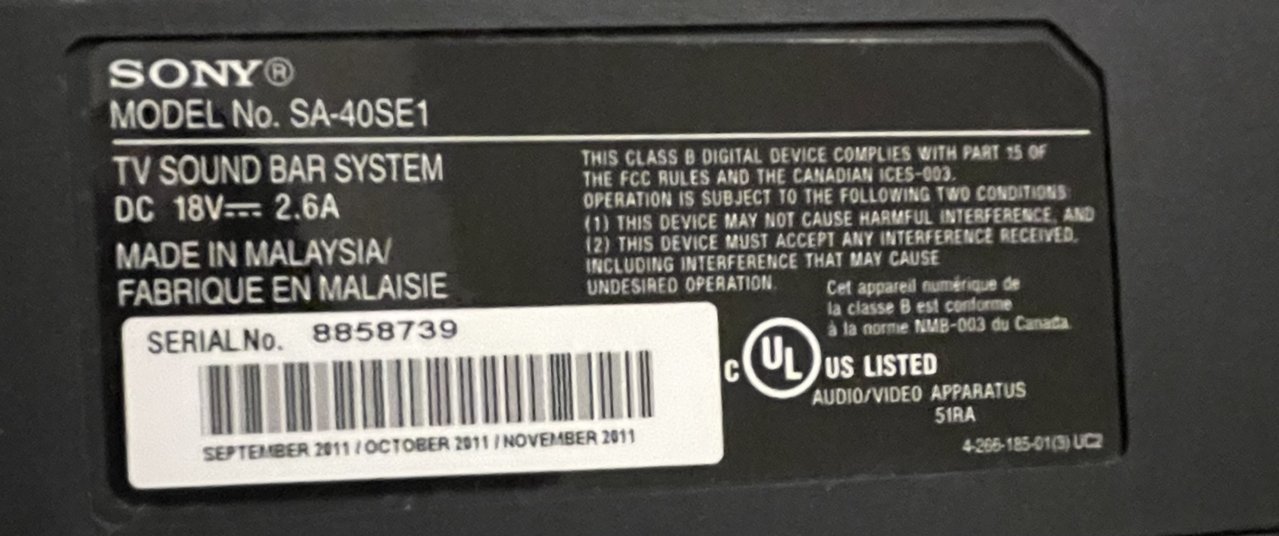 SONY®
MODEL No. SA-40SE1
TV SOUND BAR SYSTEM
DC 18V⎓ 2.6A
MADE IN MALAYSIA/
FABRIQUE EN MALAISIE
SERIAL No. 8858739
SEPTEMBER 2011 / OCTOBER 2011 / NOVEMBER 2011
THIS CLASS B DIGITAL DEVICE COMPLIES WITH PART 15 OF
THE FCC RULES AND THE CANADIAN ICES-003.
OPERATION IS SUBJECT TO THE FOLLOWING TWO CONDITIONS:
(1) THIS DEVICE MAY NOT CAUSE HARMFUL INTERFERENCE, AND
(2) THIS DEVICE MUST ACCEPT ANY INTERFERENCE RECEIVED,
INCLUDING INTERFERENCE THAT MAY CAUSE
UNDESIRED OPERATION.
Cet appareil numérique de
la classe B est conforme
à la norme NMB-003 du Canada.
C UL US LISTED
AUDIO/VIDEO APPARATUS
51RA
4-266-185-01(3) UC2